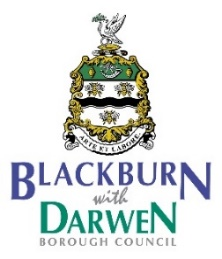 ARTE ET LABORE
BLACKBURN
with
DARWEN
BOROUGH COUNCIL